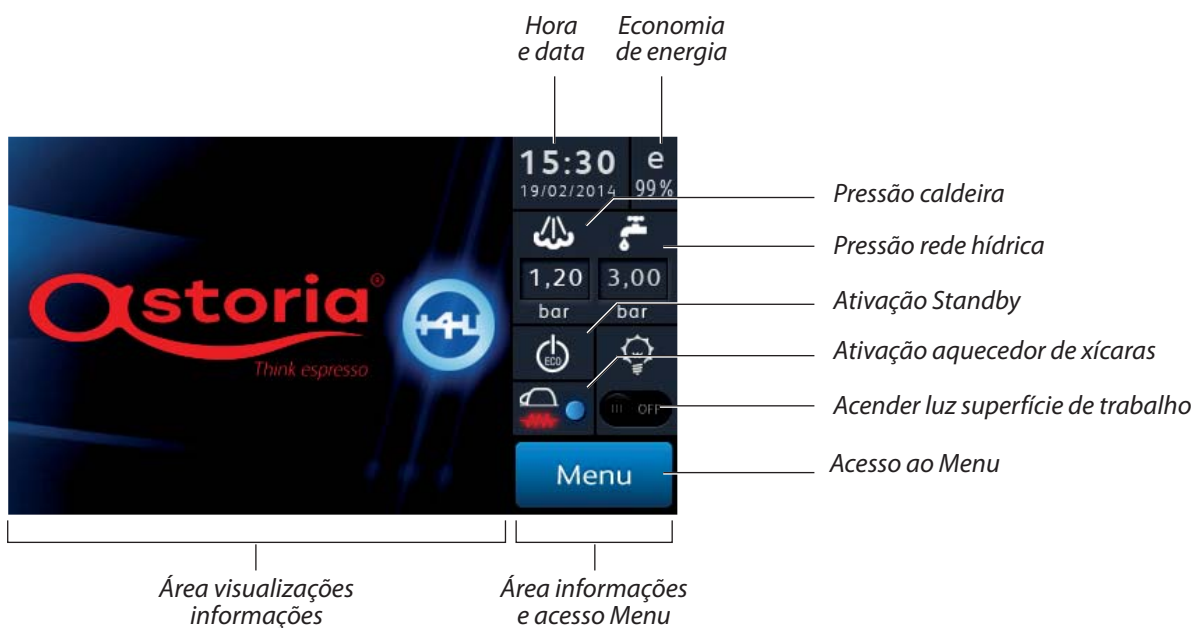 Hora
e data
Economia
de energia
15:30
19/02/2014
e
99%
Pressão caldeira
Pressão rede hídrica
1,20
bar
3,00
bar
Ativação Standby
ECO
Ativação aquecedor de xícaras
OFF
Acender luz superfície de trabalho
Menu
Acesso ao Menu
astoria®
Think espresso
+4U
Área visualizações
informações
Área informações
e acesso Menu